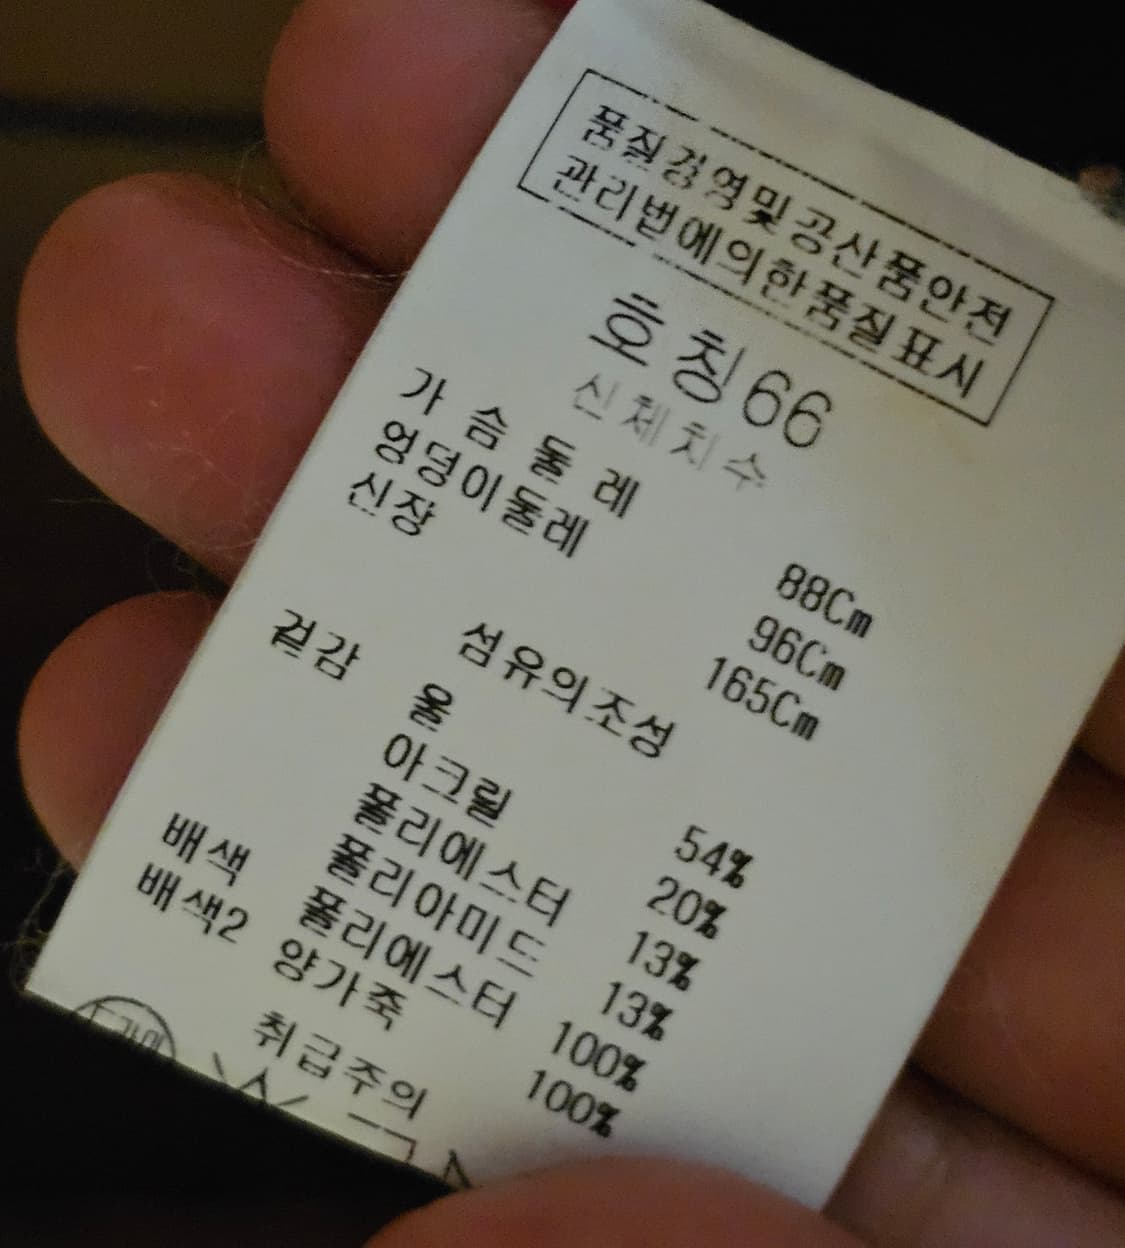 품질경영및공산품안전
관리법에의한품질표시
호칭66
신체치수
가슴둘레 88Cm
엉덩이둘레 96Cm
신장 165Cm
섬유의조성
겉감 울 54%
아크릴 20%
폴리에스터 13%
폴리아미드 13%
배색 폴리에스터 100%
배색2 양가죽 100%
취급주의